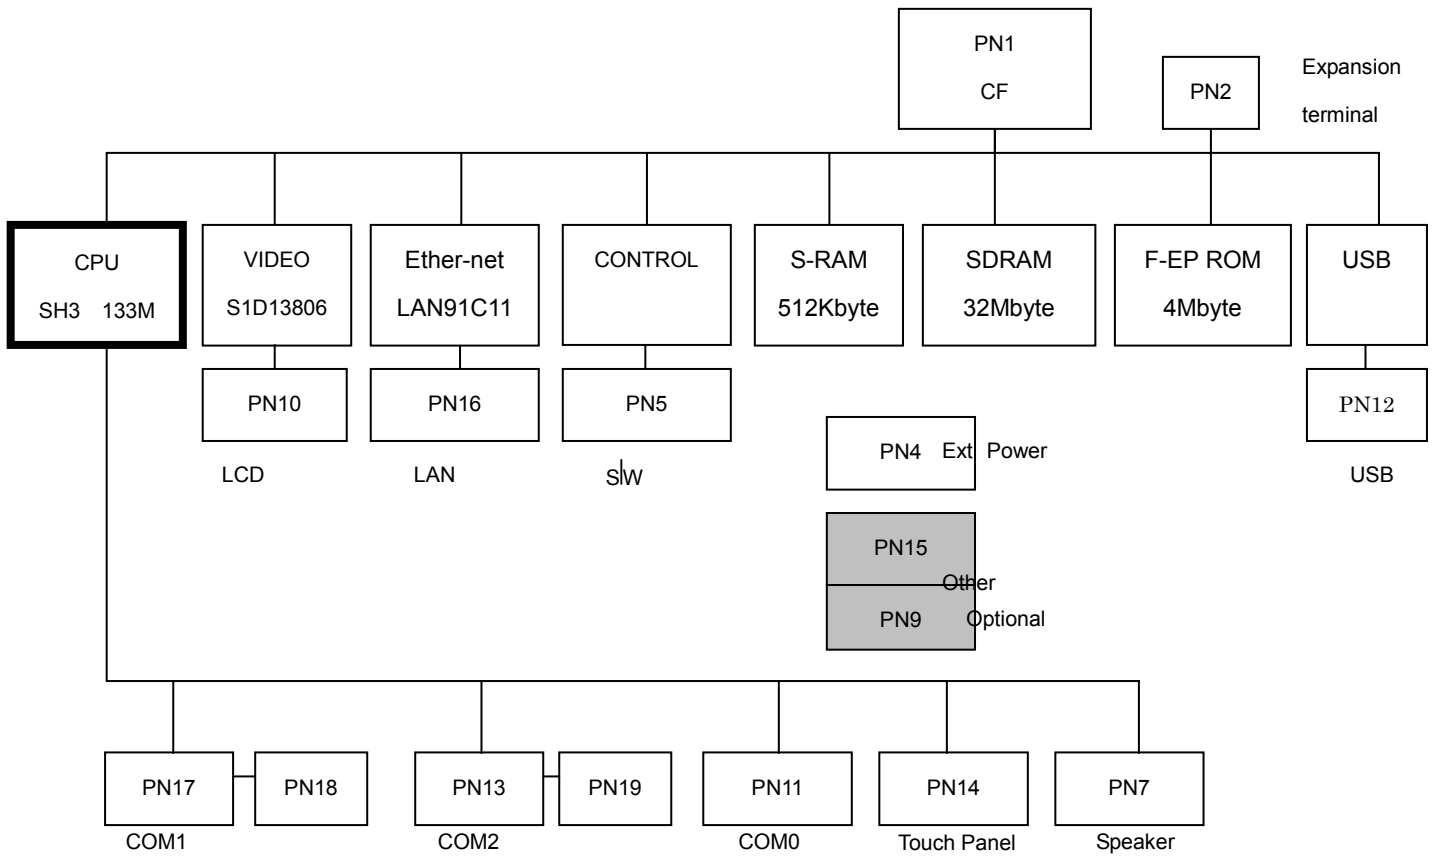 PN1
CF
PN2
Expansion
terminal
CPU
SH3 133M
VIDEO
S1D13806
Ether-net
LAN91C11
CONTROL
S-RAM
512Kbyte
SDRAM
32Mbyte
F-EP ROM
4Mbyte
USB
PN10
LCD
PN16
LAN
PN5
S/W
PN12
USB
PN4 Ext. Power
PN15
Other
PN9 Optional
PN17
COM1
PN18
PN13
COM2
PN19
PN11
COM0
PN14
Touch Panel
PN7
Speaker